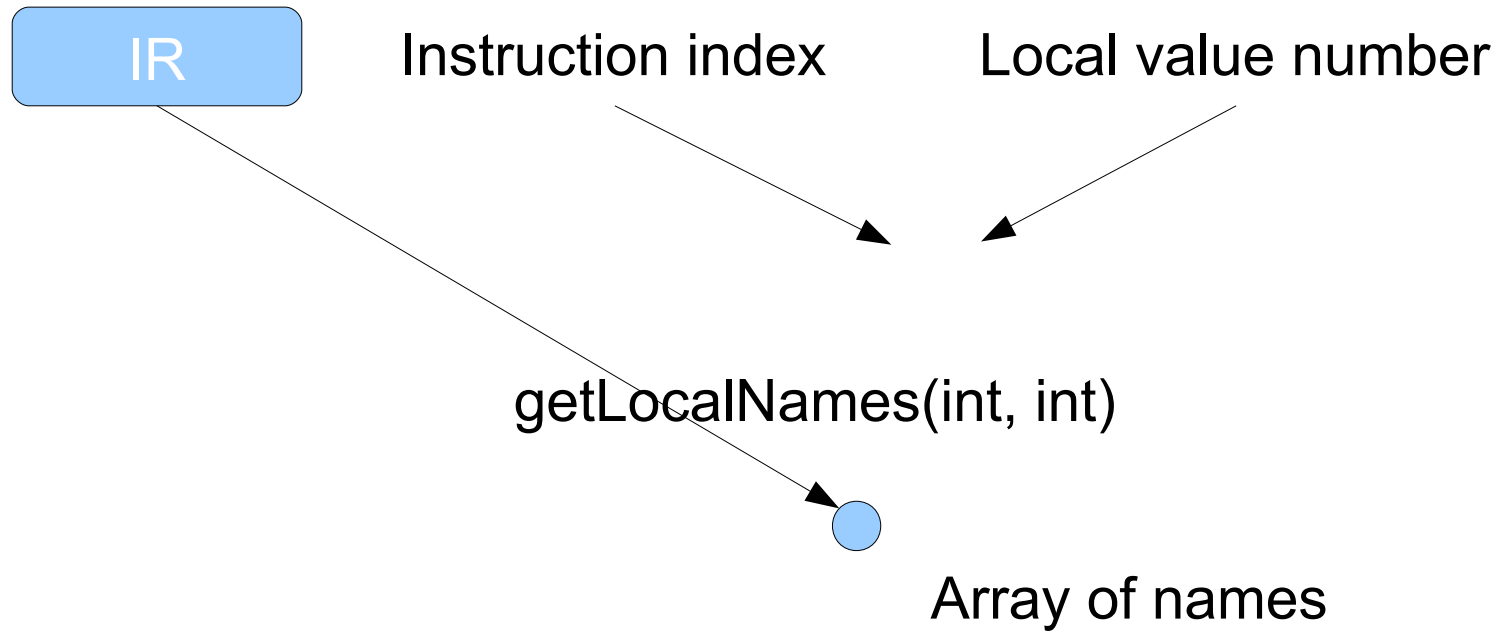 IR
Instruction index
Local value number
getLocalNames(int, int)
Array of names